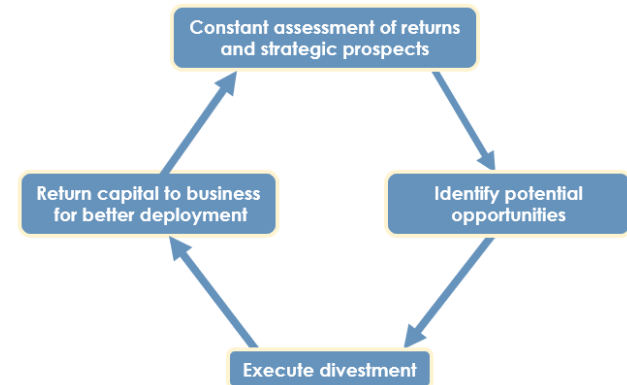 Constant assessment of returns
and strategic prospects
Identify potential
opportunities
Execute divestment
Return capital to business
for better deployment